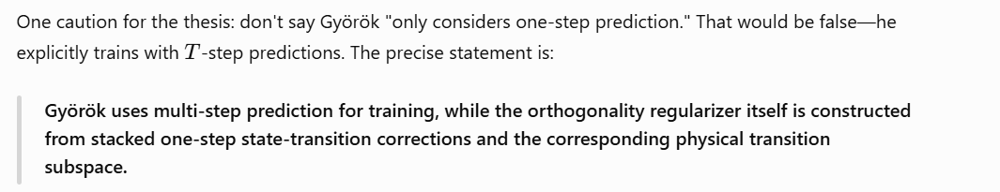 One caution for the thesis: don't say Györök "only considers one-step prediction." That would be false—he
explicitly trains with T-step predictions. The precise statement is:
Györök uses multi-step prediction for training, while the orthogonality regularizer itself is constructed
from stacked one-step state-transition corrections and the corresponding physical transition
subspace.